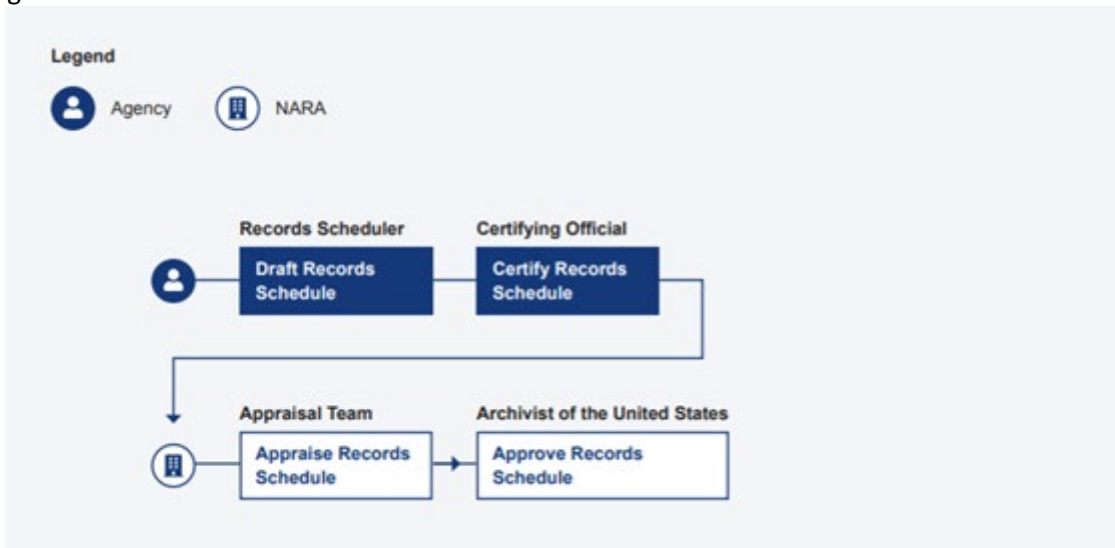 Legend
Agency
NARA
Records Scheduler
Certifying Official
Draft Records
Schedule
Certify Records
Schedule
Appraisal Team
Archivist of the United States
Appraise Records
Schedule
Approve Records
Schedule